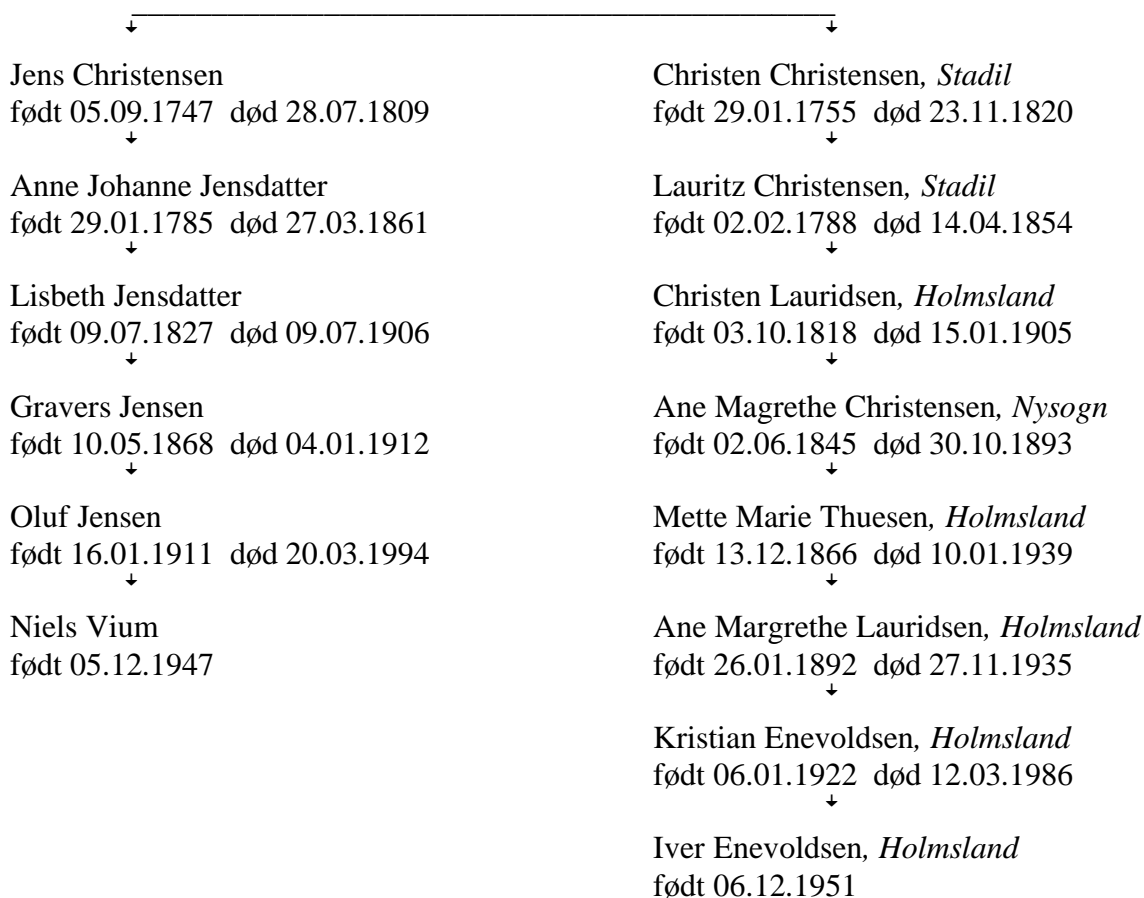 Jens Christensen
født 05.09.1747 død 28.07.1809
Anne Johanne Jensdatter
født 29.01.1785 død 27.03.1861
Lisbeth Jensdatter
født 09.07.1827 død 09.07.1906
Gravers Jensen
født 10.05.1868 død 04.01.1912
Oluf Jensen
født 16.01.1911 død 20.03.1994
Niels Vium
født 05.12.1947
Christen Christensen, Stadil
født 29.01.1755 død 23.11.1820
Lauritz Christensen, Stadil
født 02.02.1788 død 14.04.1854
Christen Lauridsen, Holmsland
født 03.10.1818 død 15.01.1905
Ane Magrethe Christensen, Nysogn
født 02.06.1845 død 30.10.1893
Mette Marie Thuesen, Holmsland
født 13.12.1866 død 10.01.1939
Ane Margrethe Lauridsen, Holmsland
født 26.01.1892 død 27.11.1935
Kristian Enevoldsen, Holmsland
født 06.01.1922 død 12.03.1986
Iver Enevoldsen, Holmsland
født 06.12.1951